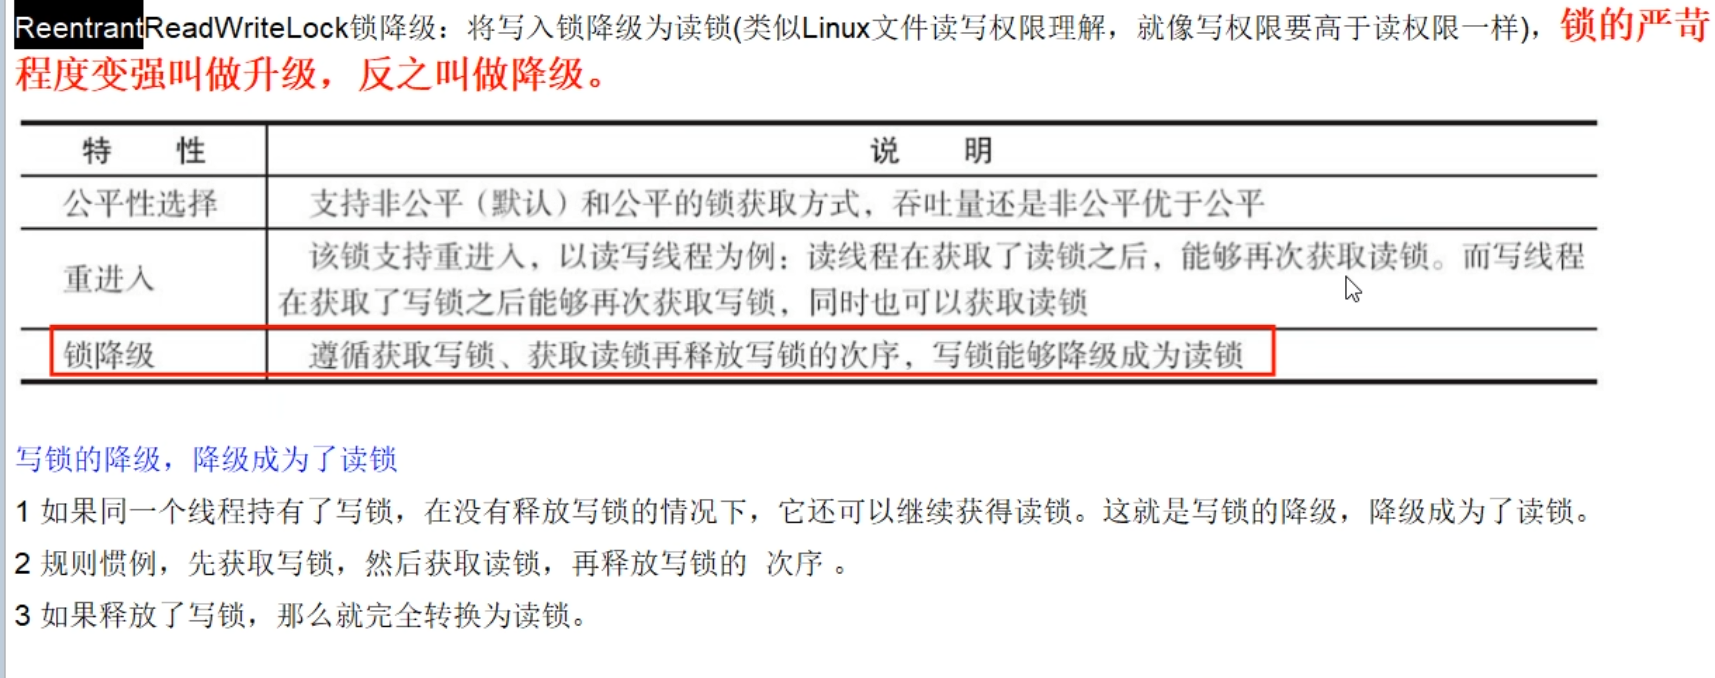 ReentrantReadWriteLock锁降级：将写入锁降级为读锁(类似Linux文件读写权限理解，就像写权限要高于读权限一样)，锁的严苛
程度变强叫做升级，反之叫做降级。
特 性 说 明
公平性选择 支持非公平（默认）和公平的锁获取方式，吞吐量还是非公平优于公平
重进入 该锁支持重进入，以读写线程为例：读线程在获取了读锁之后，能够再次获取读锁。而写线程
在获取了写锁之后能够再次获取写锁，同时也可以获取读锁
锁降级 遵循获取写锁、获取读锁再释放写锁的次序，写锁能够降级成为读锁
写锁的降级，降级成为了读锁
1 如果同一个线程持有了写锁，在没有释放写锁的情况下，它还可以继续获得读锁。这就是写锁的降级，降级成为了读锁。
2 规则惯例，先获取写锁，然后获取读锁，再释放写锁的 次序 。
3 如果释放了写锁，那么就完全转换为读锁。